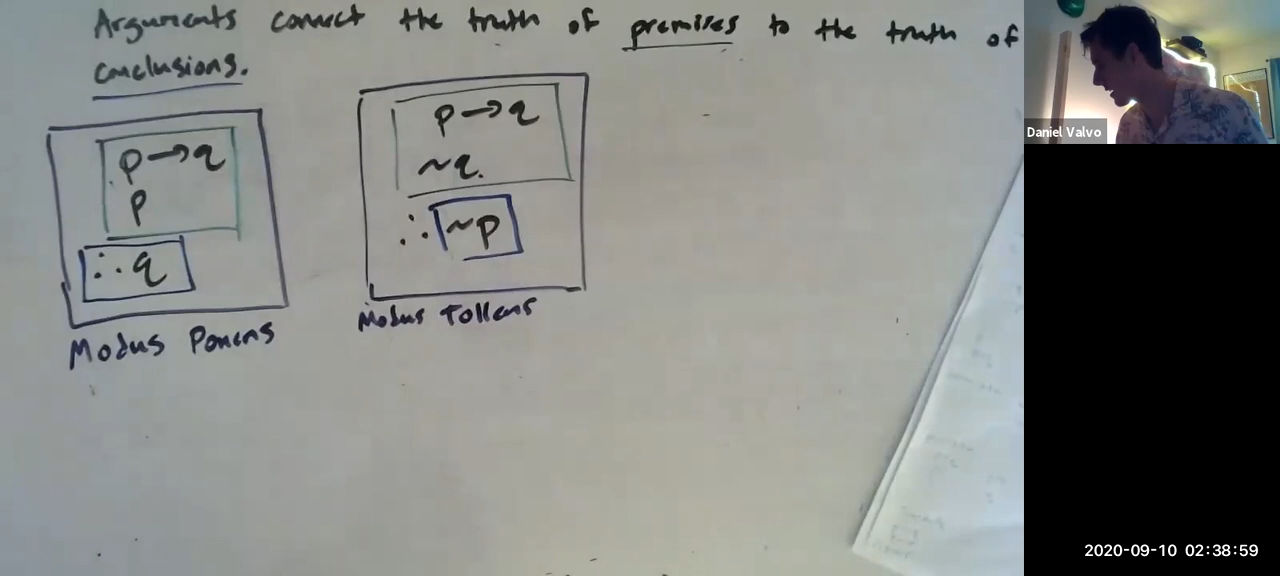 Arguments connect the truth of premises to the truth of
conclusions.
p→q
p
∴ q
Modus Ponens
p→q
~q
∴ ~p
Modus Tollens
Daniel Valvo
2020-09-10 02:38:59